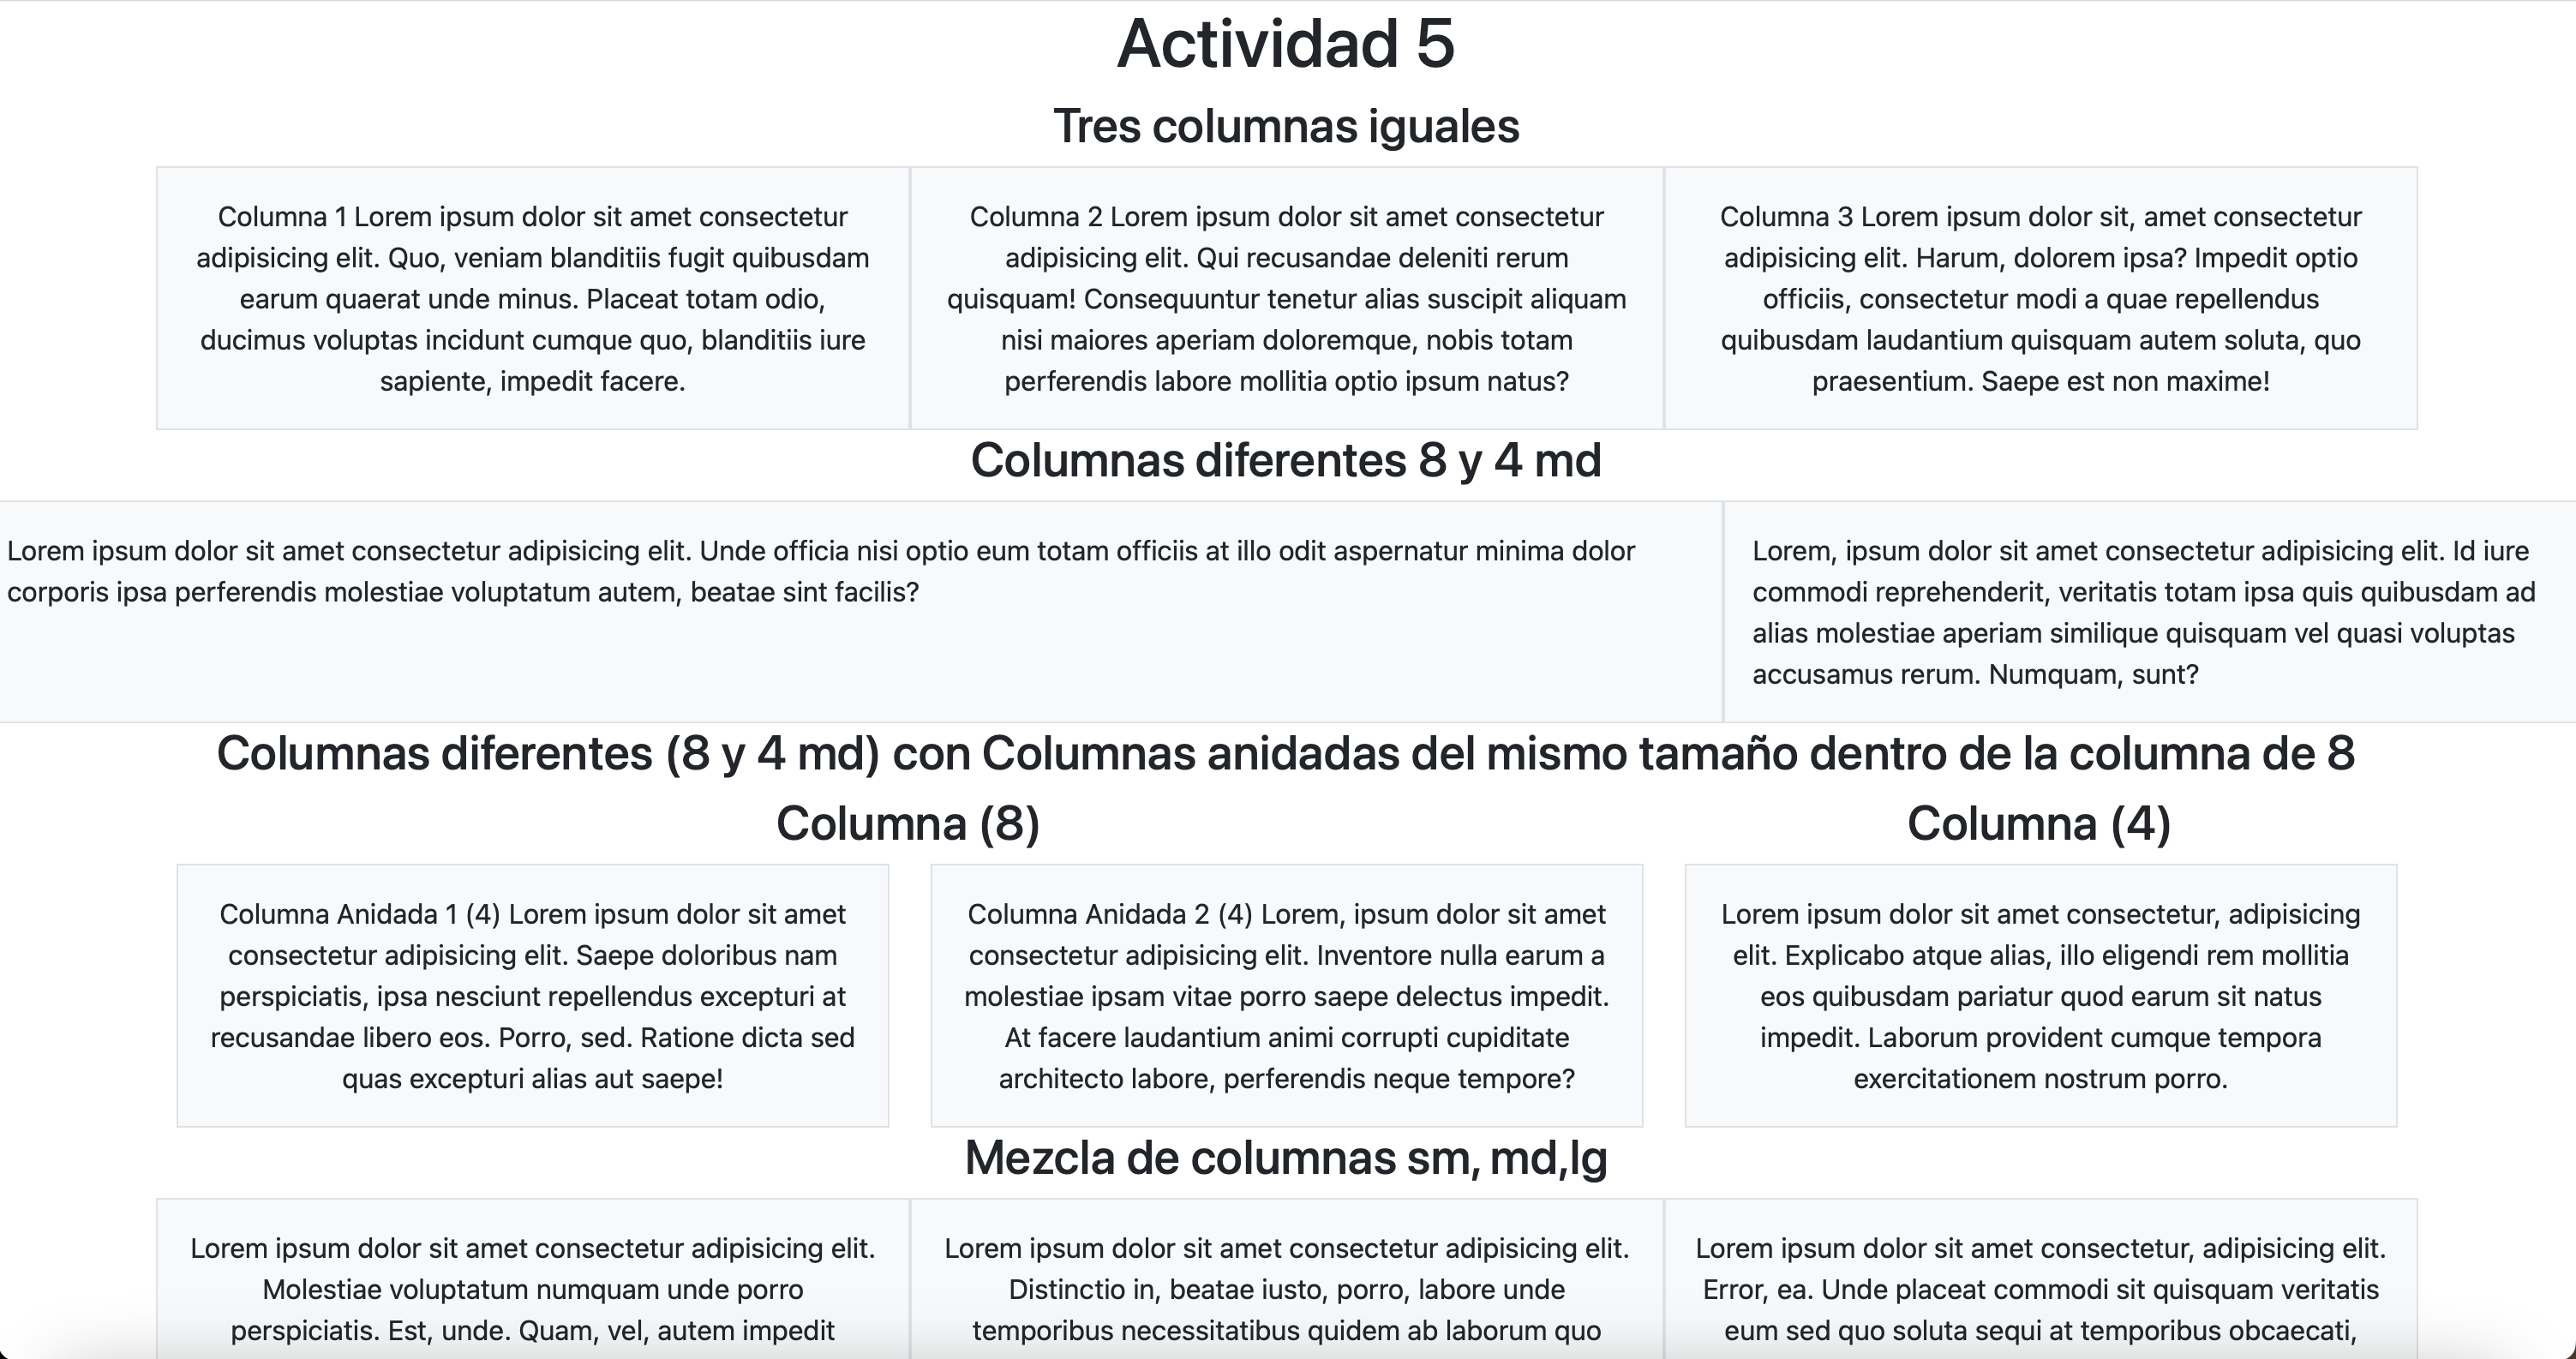 Actividad 5
Tres columnas iguales
Columna 1 Lorem ipsum dolor sit amet consectetur
adipisicing elit. Quo, veniam blanditiis fugit quibusdam
earum quaerat unde minus. Placeat totam odio,
ducimus voluptas incidunt cumque quo, blanditiis iure
sapiente, impedit facere.
Columna 2 Lorem ipsum dolor sit amet consectetur
adipisicing elit. Qui recusandae deleniti rerum
quisquam! Consequuntur tenetur alias suscipit aliquam
nisi maiores aperiam doloremque, nobis totam
perferendis labore mollitia optio ipsum natus?
Columna 3 Lorem ipsum dolor sit, amet consectetur
adipisicing elit. Harum, dolorem ipsa? Impedit optio
officiis, consectetur modi a quae repellendus
quibusdam laudantium quisquam autem soluta, quo
praesentium. Saepe est non maxime!
Columnas diferentes 8 y 4 md
Lorem ipsum dolor sit amet consectetur adipisicing elit. Unde officia nisi optio eum totam officiis at illo odit aspernatur minima dolor
corporis ipsa perferendis molestiae voluptatum autem, beatae sint facilis?
Lorem, ipsum dolor sit amet consectetur adipisicing elit. Id iure
commodi reprehenderit, veritatis totam ipsa quis quibusdam ad
alias molestiae aperiam similique quisquam vel quasi voluptas
accusamus rerum. Numquam, sunt?
Columnas diferentes (8 y 4 md) con Columnas anidadas del mismo tamaño dentro de la columna de 8
Columna (8)
Columna Anidada 1 (4) Lorem ipsum dolor sit amet
consectetur adipisicing elit. Saepe doloribus nam
perspiciatis, ipsa nesciunt repellendus excepturi at
recusandae libero eos. Porro, sed. Ratione dicta sed
quas excepturi alias aut saepe!
Columna Anidada 2 (4) Lorem, ipsum dolor sit amet
consectetur adipisicing elit. Inventore nulla earum a
molestiae ipsam vitae porro saepe delectus impedit.
At facere laudantium animi corrupti cupiditate
architecto labore, perferendis neque tempore?
Columna (4)
Lorem ipsum dolor sit amet consectetur, adipisicing
elit. Explicabo atque alias, illo eligendi rem mollitia
eos quibusdam pariatur quod earum sit natus
impedit. Laborum provident cumque tempora
exercitationem nostrum porro.
Mezcla de columnas sm, md,lg
Lorem ipsum dolor sit amet consectetur adipisicing elit.
Molestiae voluptatum numquam unde porro
perspiciatis. Est, unde. Quam, vel, autem impedit
Lorem ipsum dolor sit amet consectetur adipisicing elit.
Distinctio in, beatae iusto, porro, labore unde
temporibus necessitatibus quidem ab laborum quo
Lorem ipsum dolor sit amet consectetur, adipisicing elit.
Error, ea. Unde placeat commodi sit quisquam veritatis
eum sed quo soluta sequi at temporibus obcaecati,